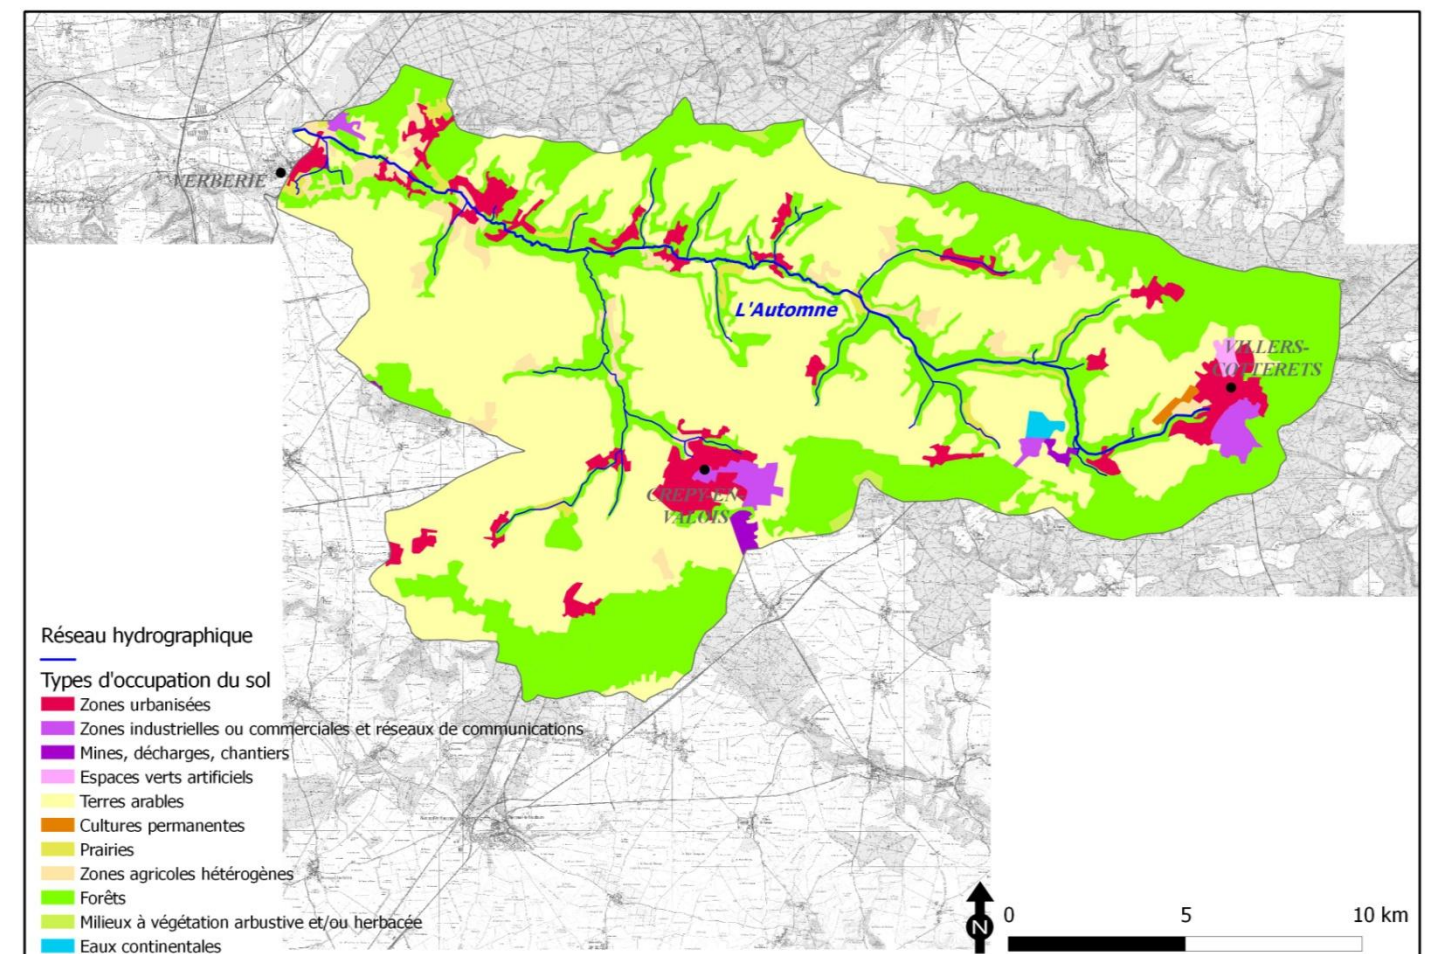 VERBERIE
L'Automne
VILLERS-
COTTERETS
CREPY-EN-
VALOIS
Réseau hydrographique
Types d'occupation du sol
Zones urbanisées
Zones industrielles ou commerciales et réseaux de communications
Mines, décharges, chantiers
Espaces verts artificiels
Terres arables
Cultures permanentes
Prairies
Zones agricoles hétérogènes
Forêts
Milieux à végétation arbustive et/ou herbacée
Eaux continentales
N
0 5 10 km